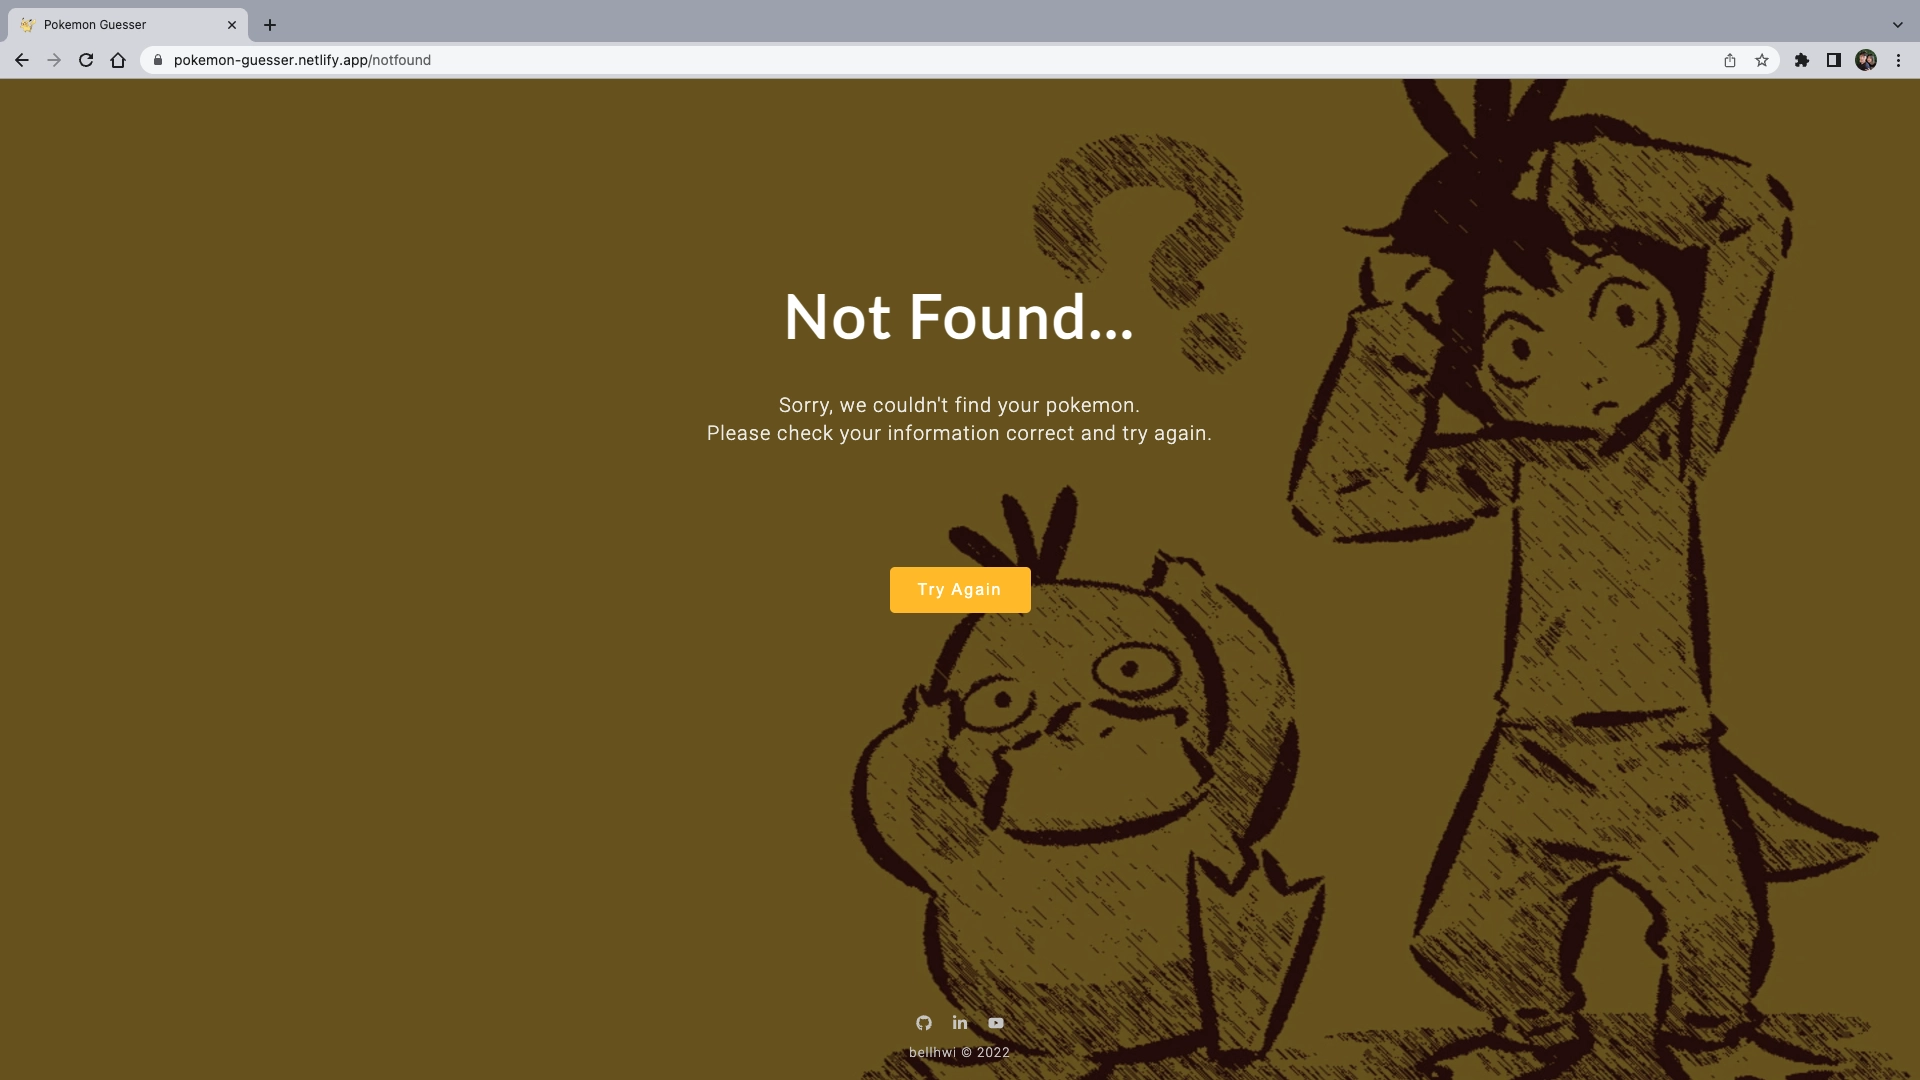 Pokemon Guesser
pokemon-guesser.netlify.app/notfound
Not Found...
Sorry, we couldn't find your pokemon.
Please check your information correct and try again.
Try Again
bellhwi © 2022